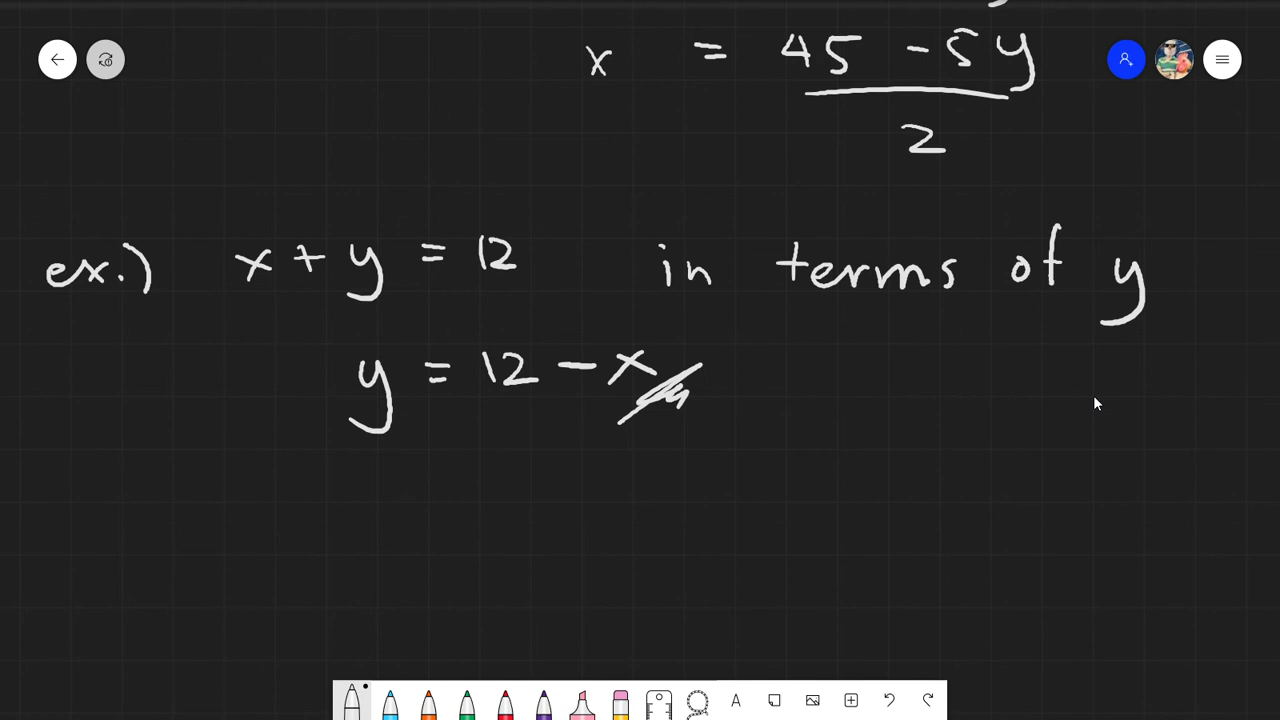 x = 45 - 5y
2
ex.) x + y = 12 in terms of y
y = 12 - x
A